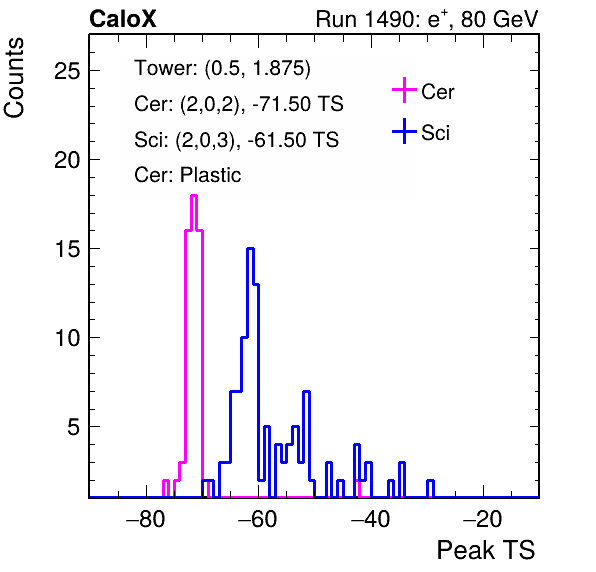 CaloX Run 1490: e⁺, 80 GeV
Counts
25
20
15
10
5
Tower: (0.5, 1.875)
Cer: (2,0,2), -71.50 TS
Sci: (2,0,3), -61.50 TS
Cer: Plastic
Cer
Sci
−80 −60 −40 −20
Peak TS